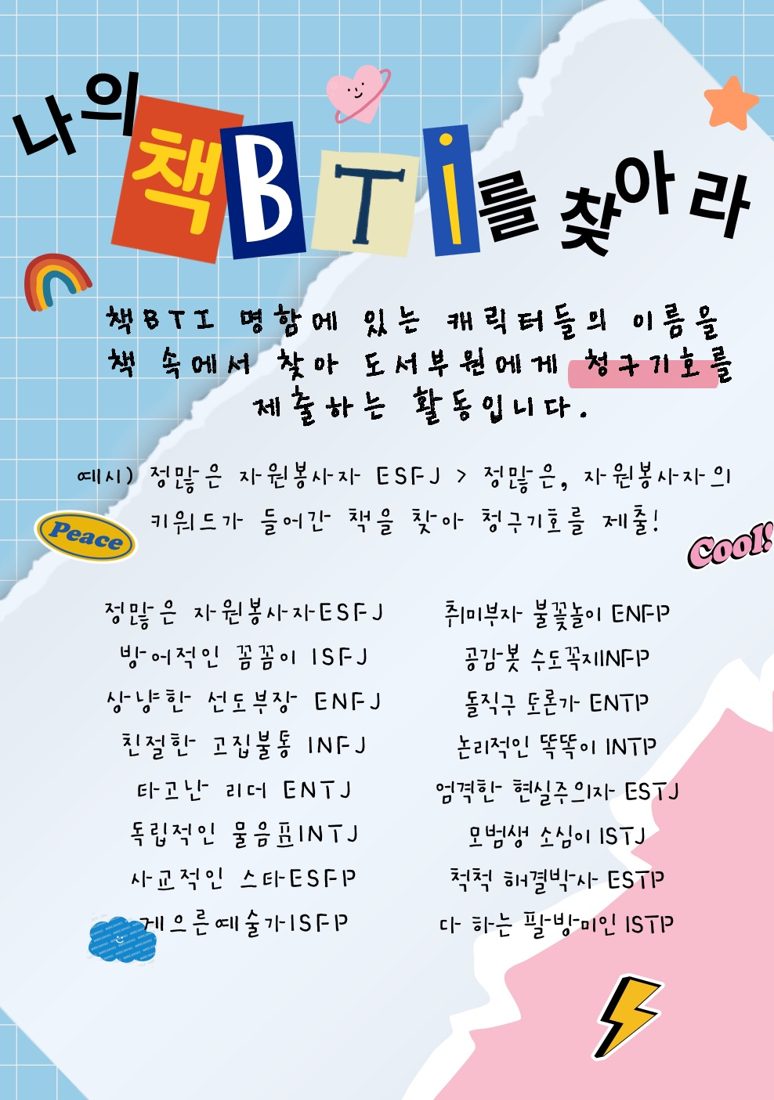 나의 책BTi를 찾아라
책BTI 명함에 있는 캐릭터들의 이름을
책 속에서 찾아 도서부원에게 청구기호를
제출하는 활동입니다.
예시) 정많은 자원봉사자 ESFJ > 정많은, 자원봉사자의
키워드가 들어간 책을 찾아 청구기호를 제출!
Peace
Cool!
정많은 자원봉사자ESFJ
방어적인 꼼꼼이 ISFJ
상냥한 선도부장 ENFJ
친절한 고집불통 INFJ
타고난 리더 ENTJ
독립적인 물음표INTJ
사교적인 스타ESFP
게으른예술가ISFP
취미부자 불꽃놀이 ENFP
공감봇 수도꼭지INFP
돌직구 토론가 ENTP
논리적인 똑똑이 INTP
엄격한 현실주의자 ESTJ
모범생 소심이 ISTJ
척척 해결박사 ESTP
다 하는 팔방미인 ISTP